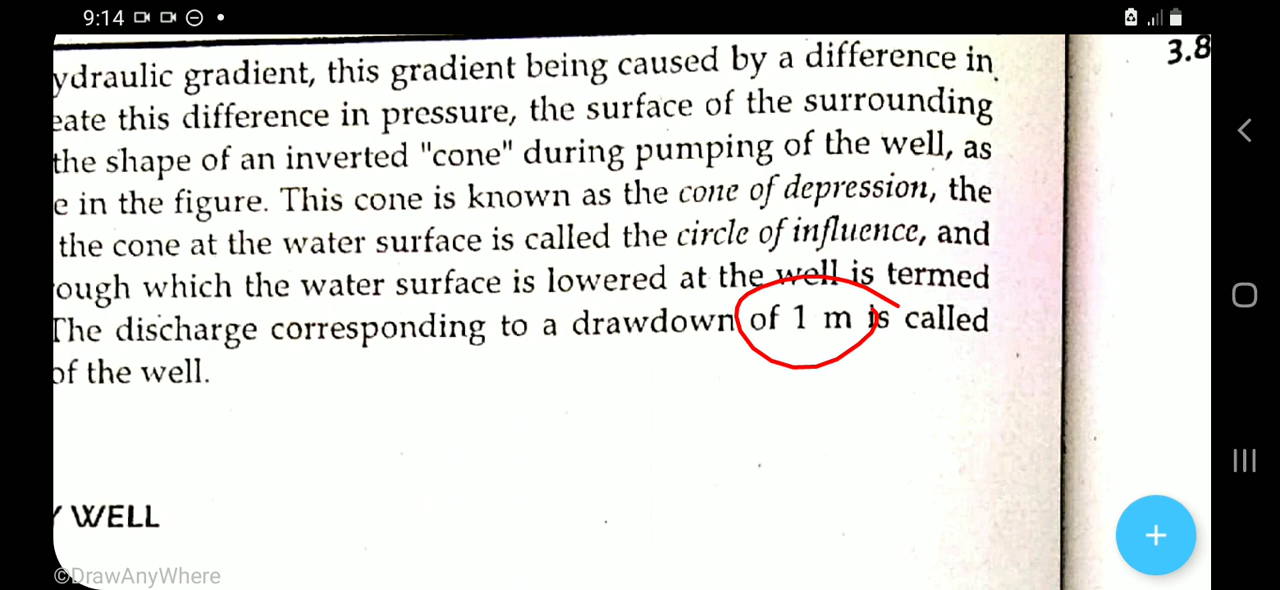 9:14
3.8
ydraulic gradient, this gradient being caused by a difference in
eate this difference in pressure, the surface of the surrounding
the shape of an inverted "cone" during pumping of the well, as
e in the figure. This cone is known as the cone of depression, the
the cone at the water surface is called the circle of influence, and
ough which the water surface is lowered at the well is termed
The discharge corresponding to a drawdown of 1 m is called
of the well.
WELL
©DrawAnyWhere